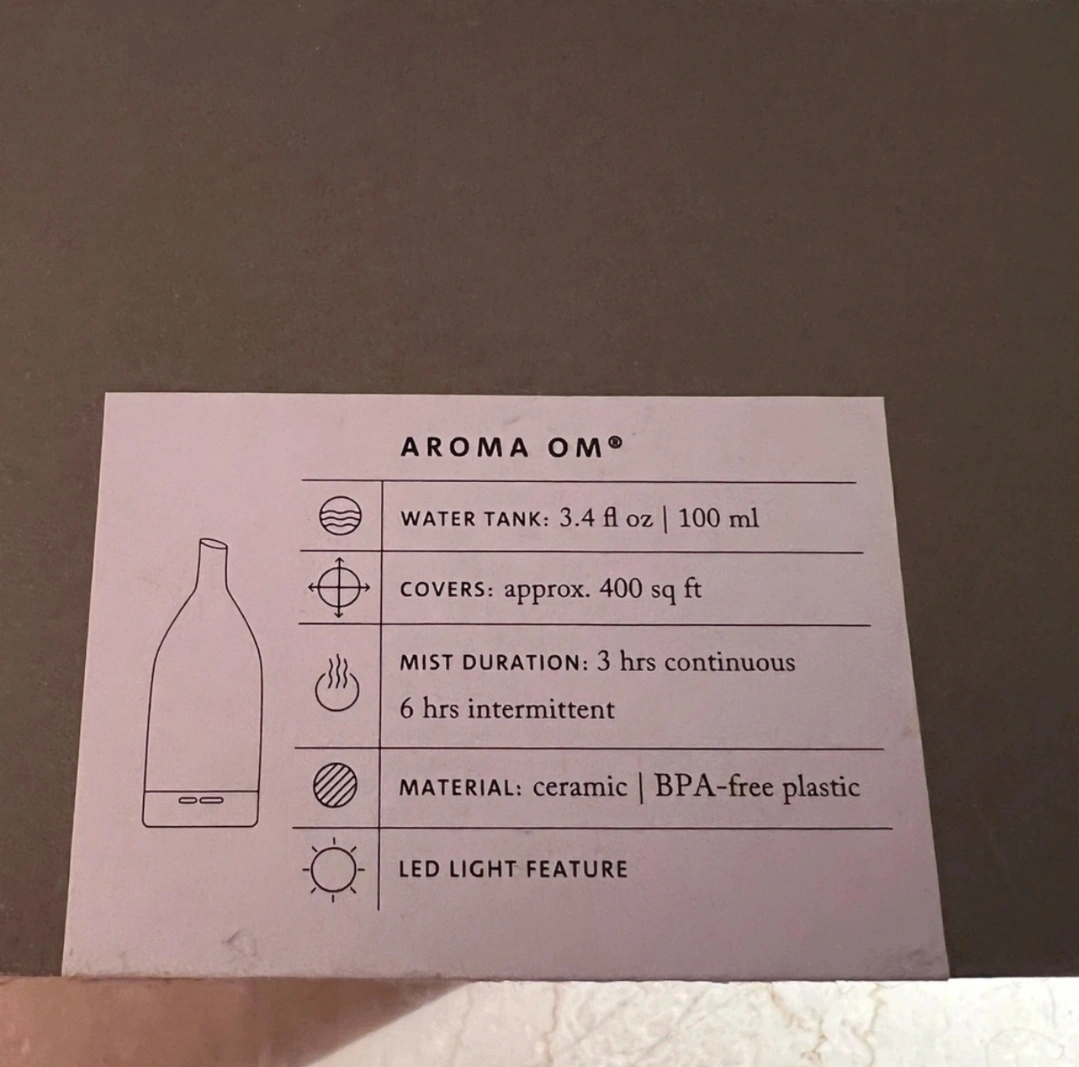 AROMA OM®
WATER TANK: 3.4 fl oz | 100 ml
COVERS: approx. 400 sq ft
MIST DURATION: 3 hrs continuous
6 hrs intermittent
MATERIAL: ceramic | BPA-free plastic
LED LIGHT FEATURE